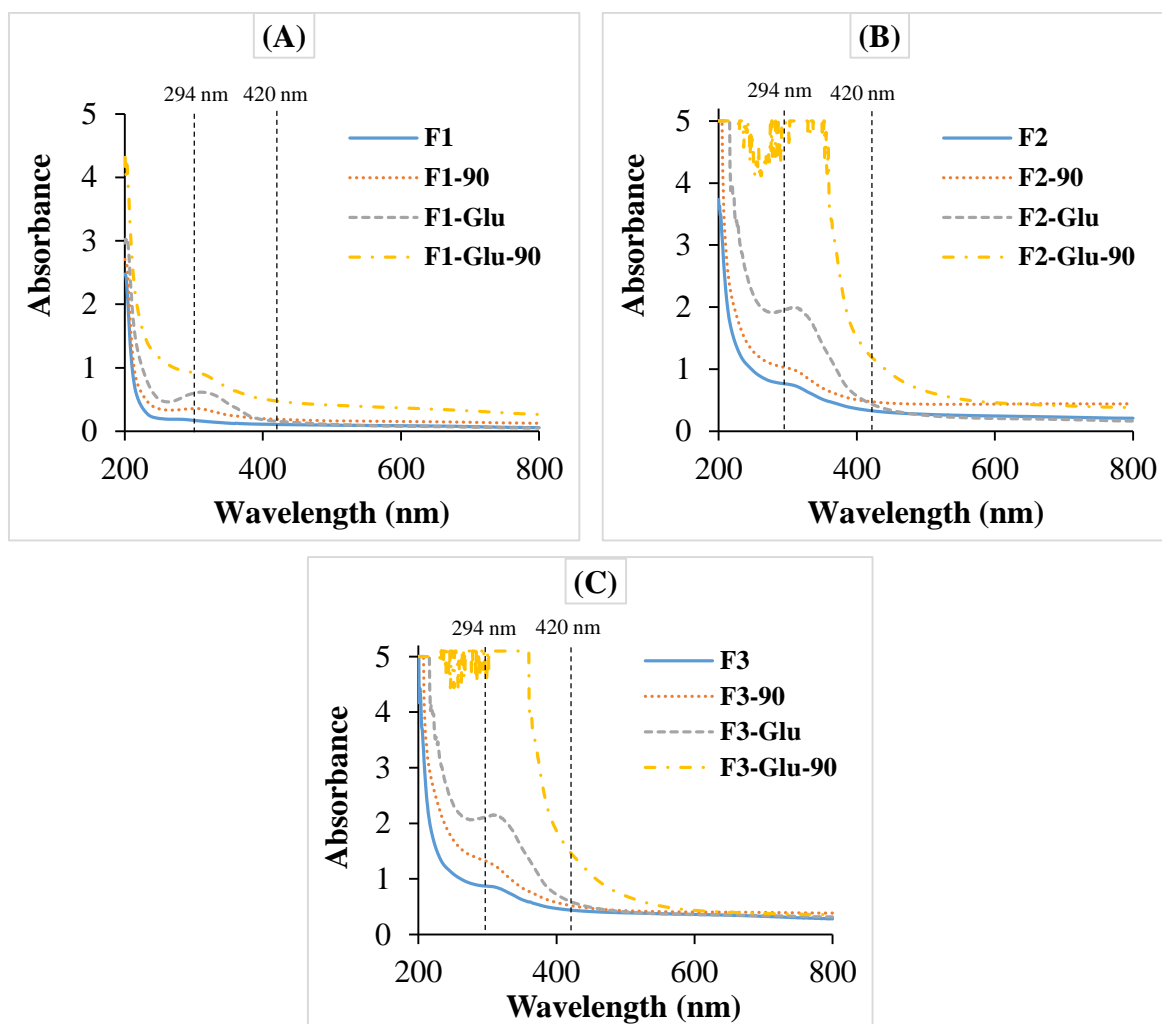 (A)
294 nm 420 nm
5
4
3
2
1
0
200 400 600 800
Absorbance
Wavelength (nm)
F1
F1-90
F1-Glu
F1-Glu-90
(B)
294 nm 420 nm
5
4
3
2
1
0
200 400 600 800
Absorbance
Wavelength (nm)
F2
F2-90
F2-Glu
F2-Glu-90
(C)
294 nm 420 nm
5
4
3
2
1
0
200 400 600 800
Absorbance
Wavelength (nm)
F3
F3-90
F3-Glu
F3-Glu-90